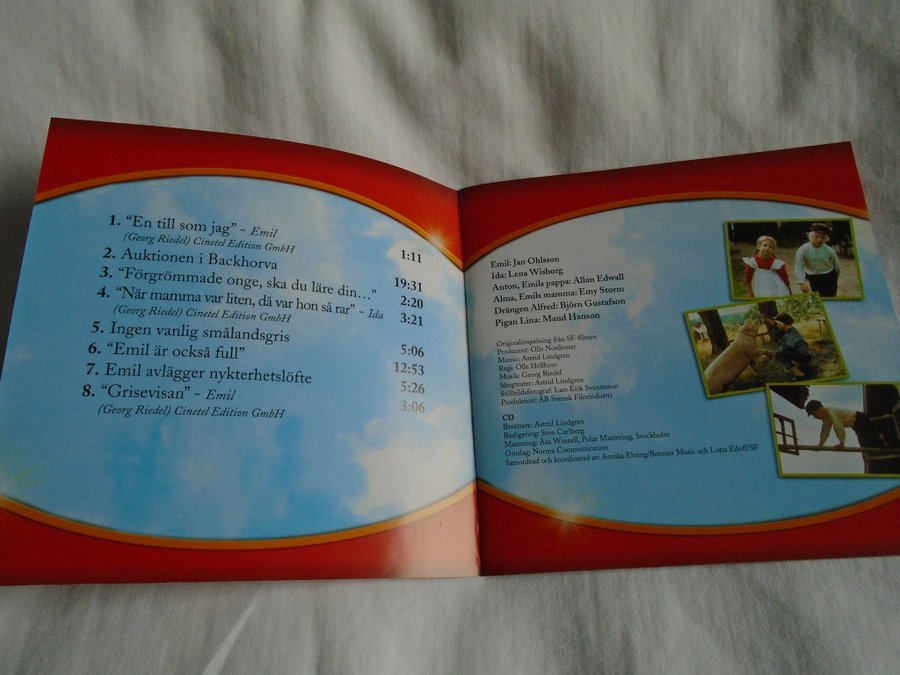 1. “En till som jag” - Emil
(Georg Riedel) Cinetel Edition GmbH 1:11
2. Auktionen i Backhorva 19:31
3. “Förgrömmade onge, ska du läre din...” 2:20
4. “När mamma var liten, då var hon så rar” - Ida 3:21
(Georg Riedel) Cinetel Edition GmbH
5. Ingen vanlig smålandsgris 5:06
6. “Emil är också full” 12:53
7. Emil avlägger nykterhetslöfte 5:26
8. “Grisevisan” - Emil 3:06
(Georg Riedel) Cinetel Edition GmbH
Emil: Jan Ohlsson
Ida: Lena Wisborg
Anton, Emils pappa: Allan Edwall
Alma, Emils mamma: Emy Storm
Drängen Alfred: Björn Gustafson
Pigan Lina: Maud Hanson
Originalinspelning från SF-filmen
Producent: Olle Nordemar
Manus: Astrid Lindgren
Regi: Olle Hellbom
Musik: Georg Riedel
Sångtexter: Astrid Lindgren
Stillbildsfotograf: Lars Erik Svantesson
Produktion: AB Svensk Filmindustri
CD
Berättare: Astrid Lindgren
Redigering: Sten Carlberg
Mastering: Åsa Winzell, Polar Mastering, Stockholm
Omslag: Norma Communication
Samordnad och koordinerad av: Annika Ehring/Bonnier Music och Lotta Edoff/SF